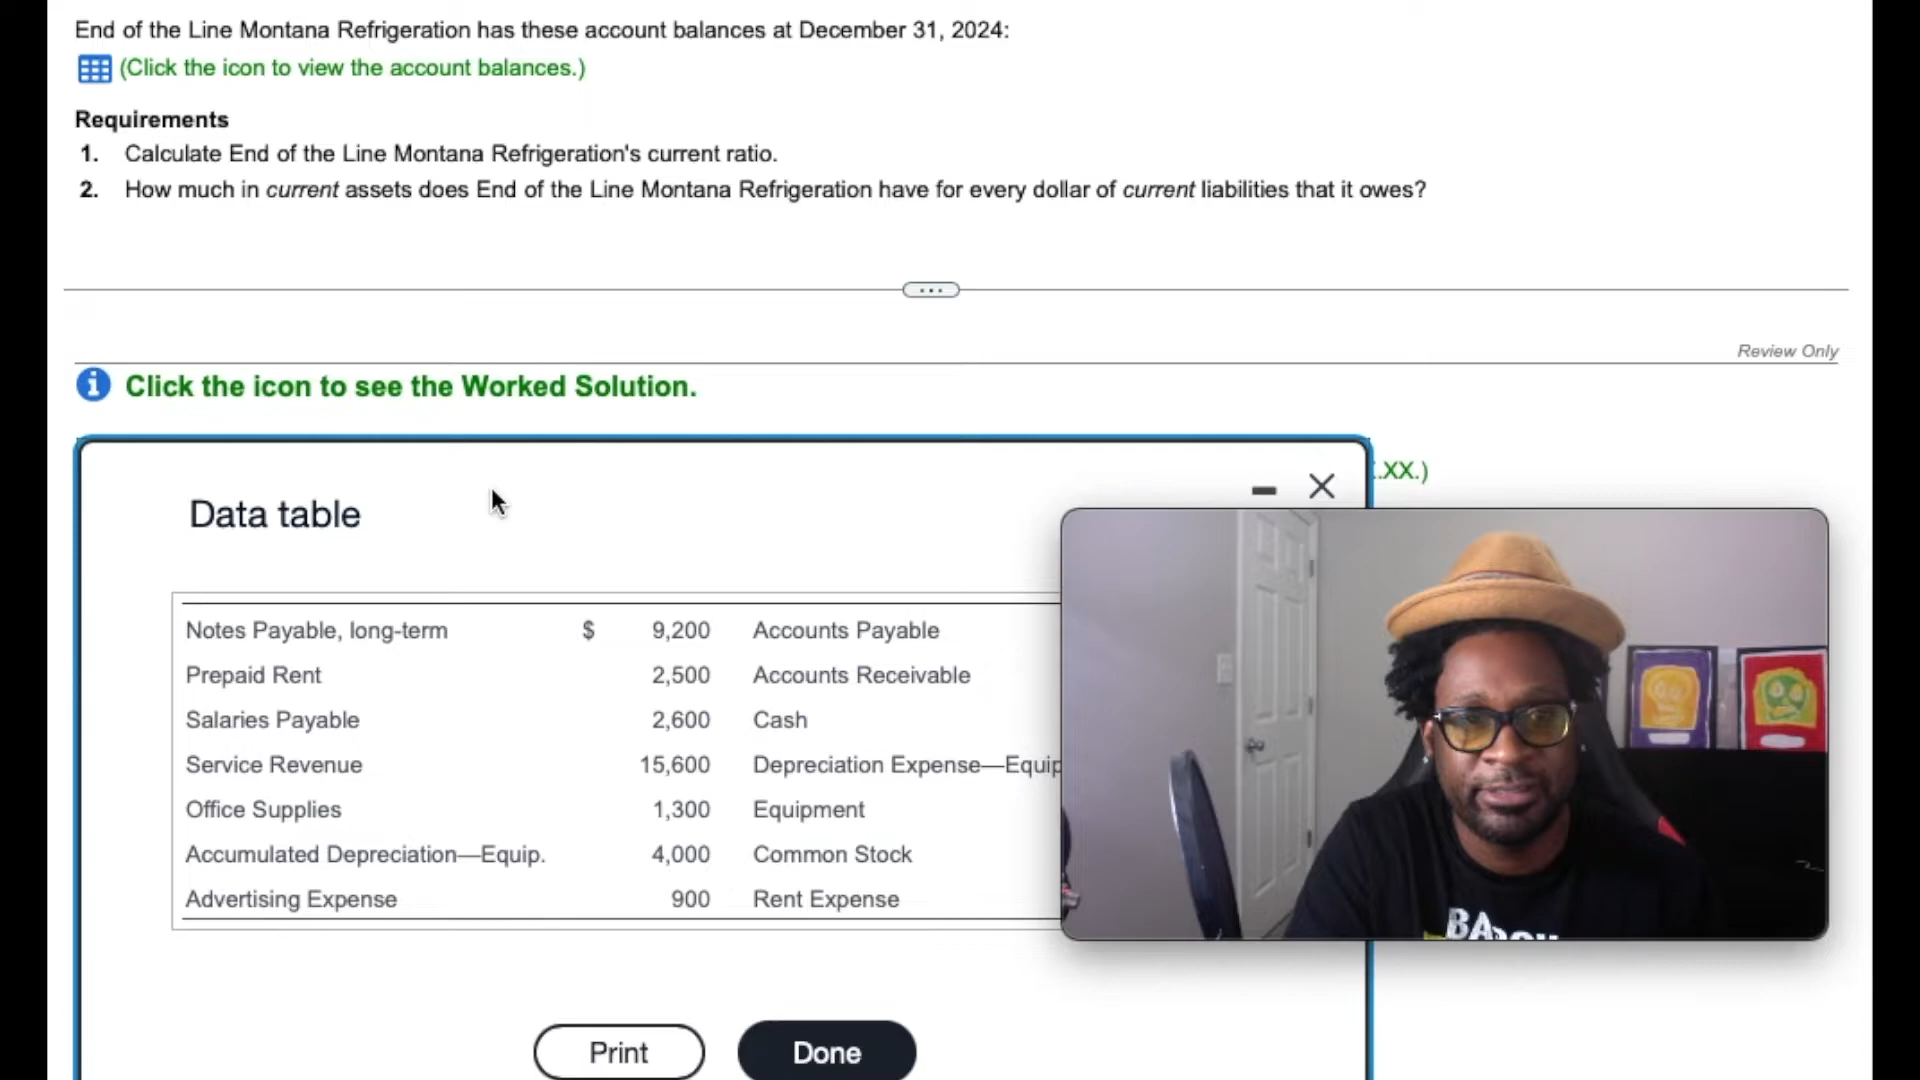 End of the Line Montana Refrigeration has these account balances at December 31, 2024:
(Click the icon to view the account balances.)
Requirements
1. Calculate End of the Line Montana Refrigeration's current ratio.
2. How much in current assets does End of the Line Montana Refrigeration have for every dollar of current liabilities that it owes?
Review Only
Click the icon to see the Worked Solution.
.XX.)
Data table
Notes Payable, long-term $ 9,200 Accounts Payable
Prepaid Rent 2,500 Accounts Receivable
Salaries Payable 2,600 Cash
Service Revenue 15,600 Depreciation Expense—Equip
Office Supplies 1,300 Equipment
Accumulated Depreciation—Equip. 4,000 Common Stock
Advertising Expense 900 Rent Expense
Print Done